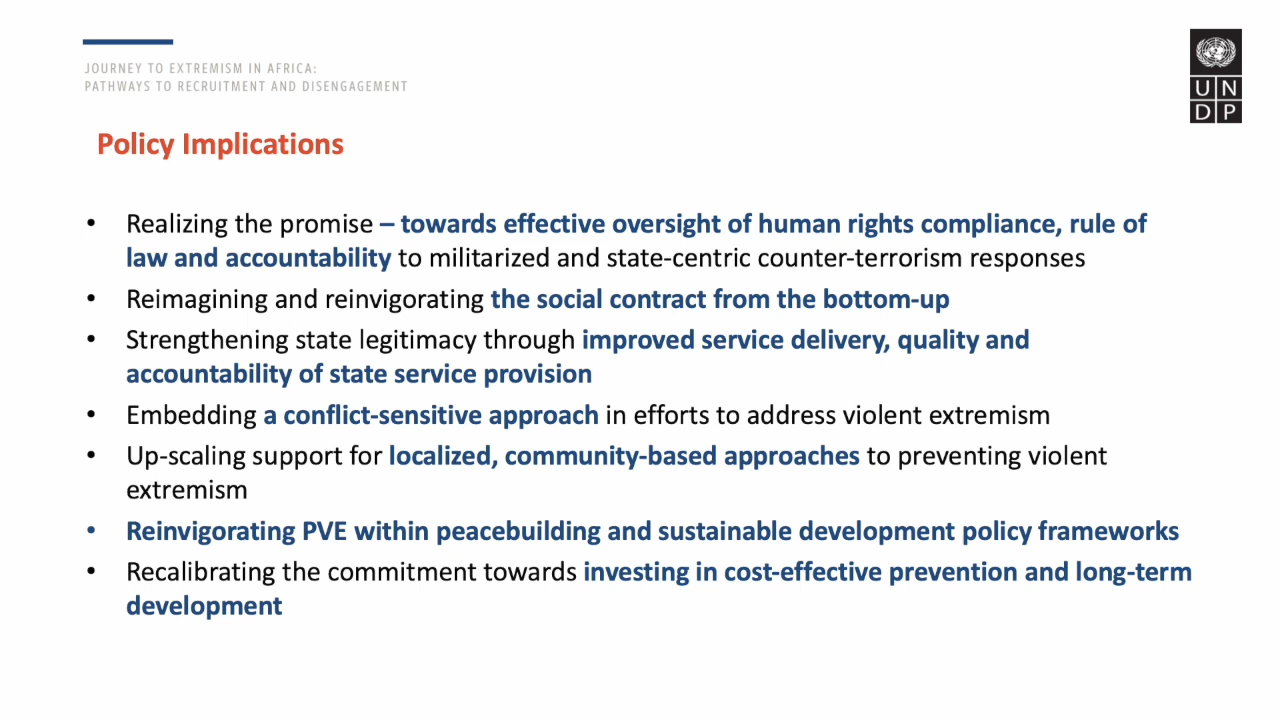 JOURNEY TO EXTREMISM IN AFRICA:
PATHWAYS TO RECRUITMENT AND DISENGAGEMENT
U N
D P
Policy Implications
• Realizing the promise – towards effective oversight of human rights compliance, rule of
law and accountability to militarized and state-centric counter-terrorism responses
• Reimagining and reinvigorating the social contract from the bottom-up
• Strengthening state legitimacy through improved service delivery, quality and
accountability of state service provision
• Embedding a conflict-sensitive approach in efforts to address violent extremism
• Up-scaling support for localized, community-based approaches to preventing violent
extremism
• Reinvigorating PVE within peacebuilding and sustainable development policy frameworks
• Recalibrating the commitment towards investing in cost-effective prevention and long-term
development